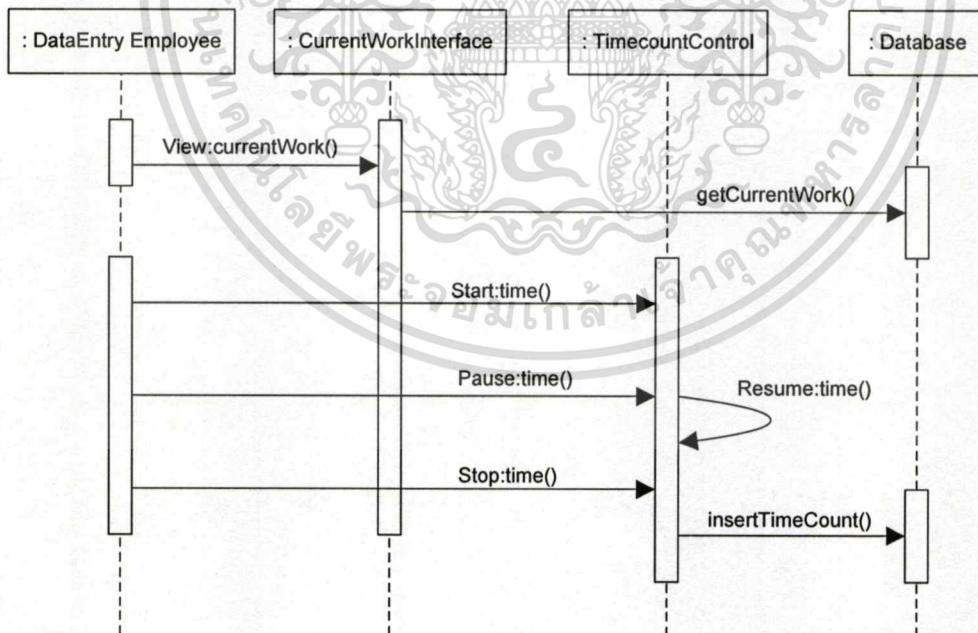 : DataEntry Employee
: CurrentWorkInterface
: TimecountControl
: Database
View:currentWork()
getCurrentWork()
Start:time()
Pause:time()
Resume:time()
Stop:time()
insertTimeCount()